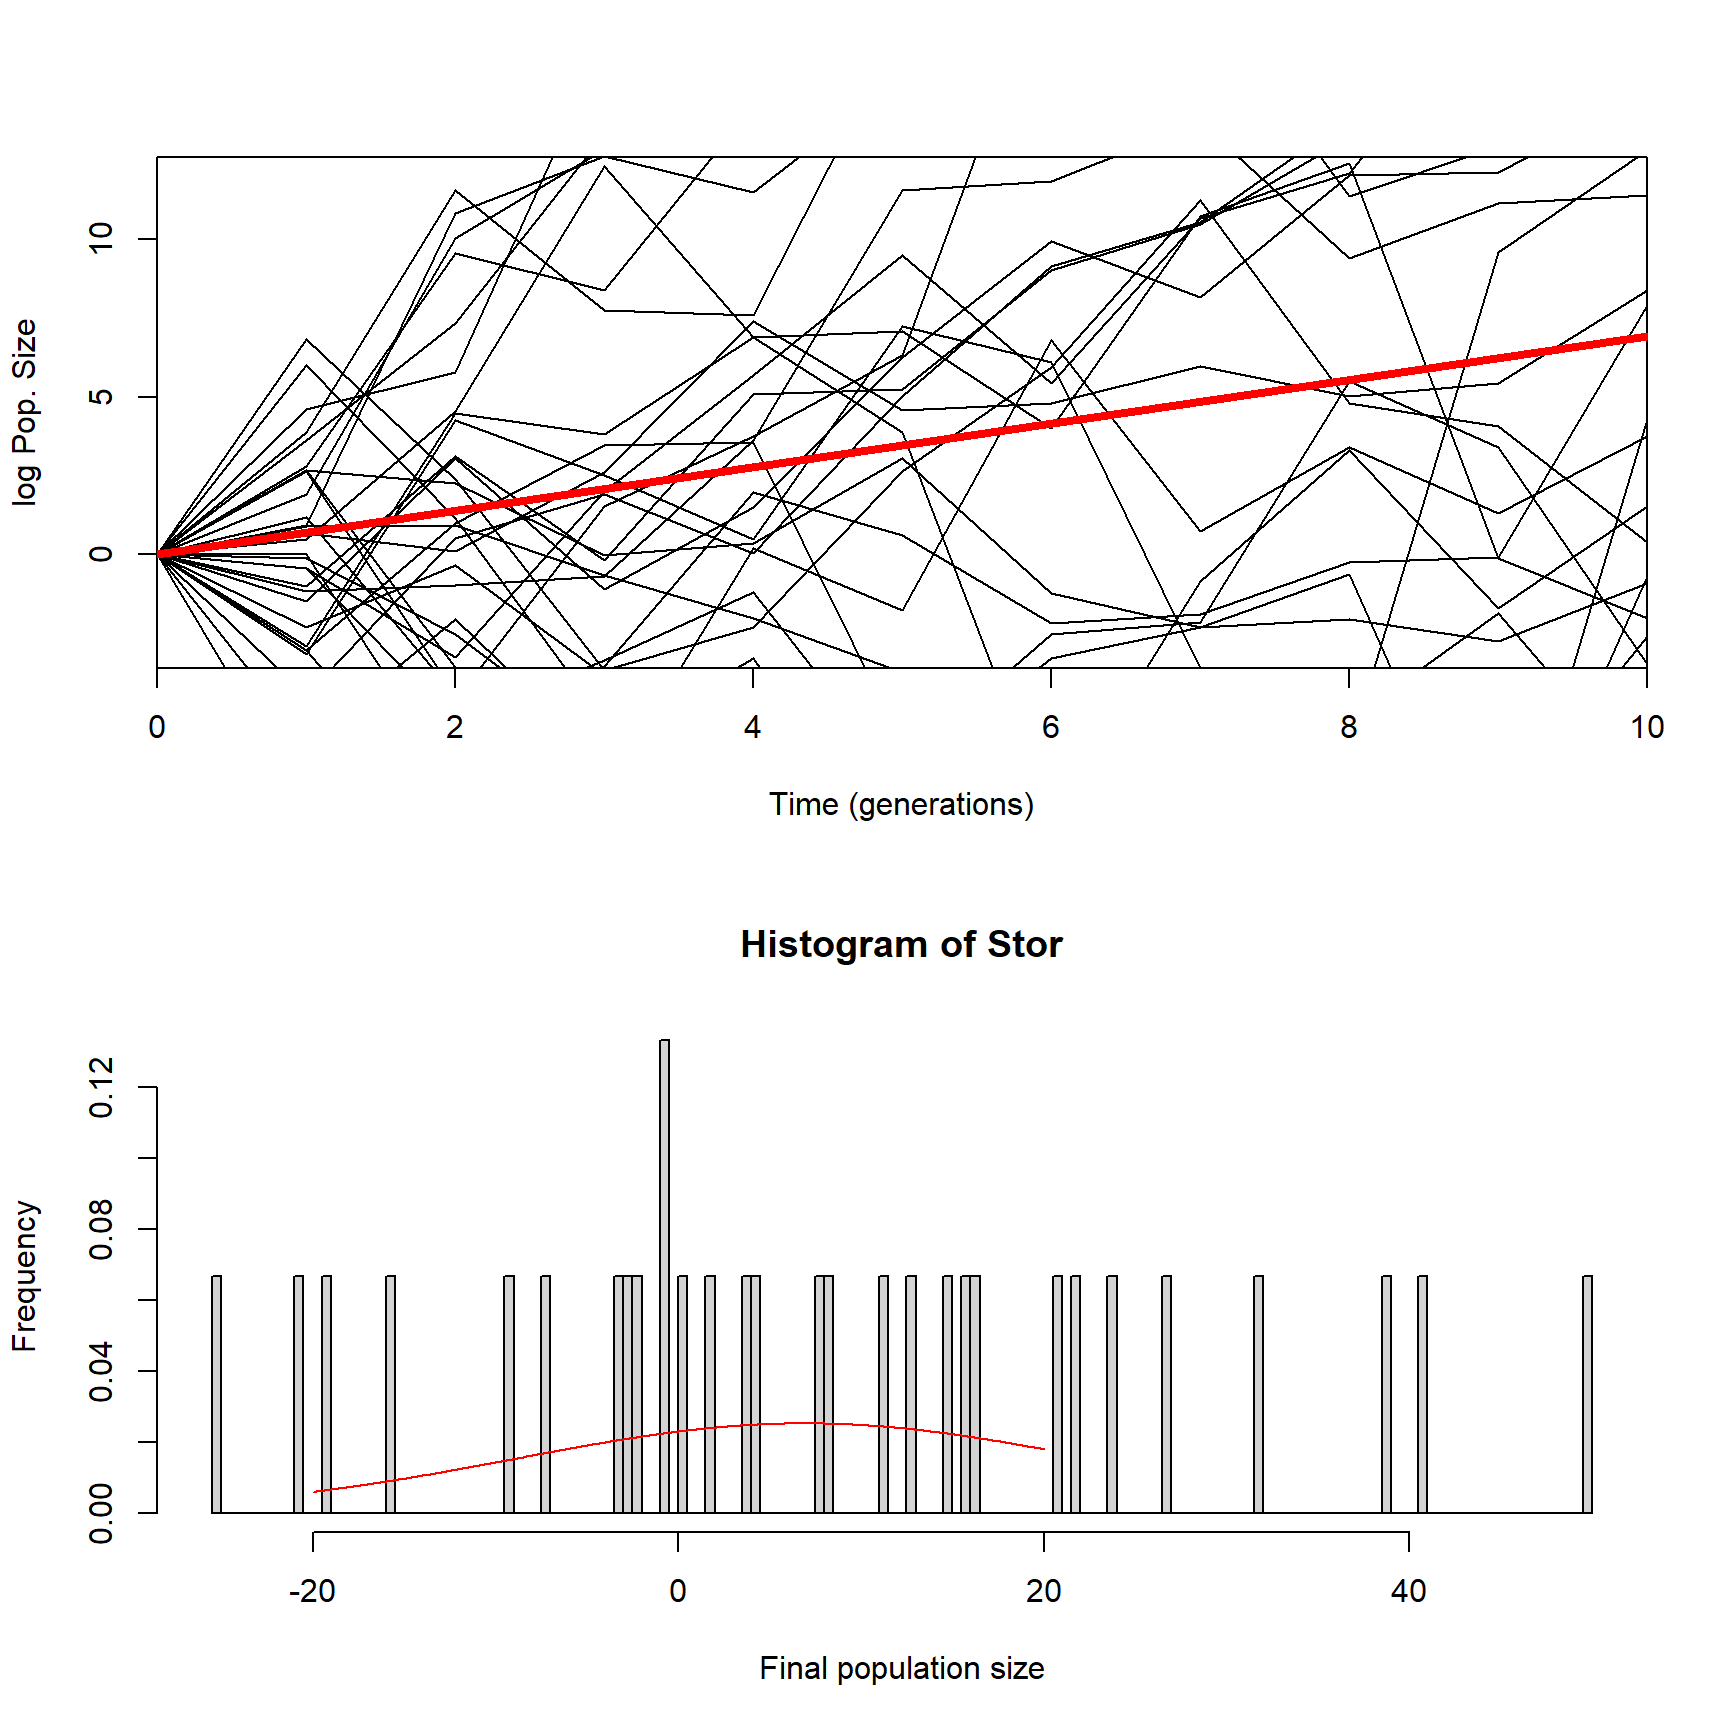 log Pop. Size
10
5
0
0 2 4 6 8 10
Time (generations)
Histogram of Stor
Frequency
0.12
0.08
0.04
0.00
-20 0 20 40
Final population size